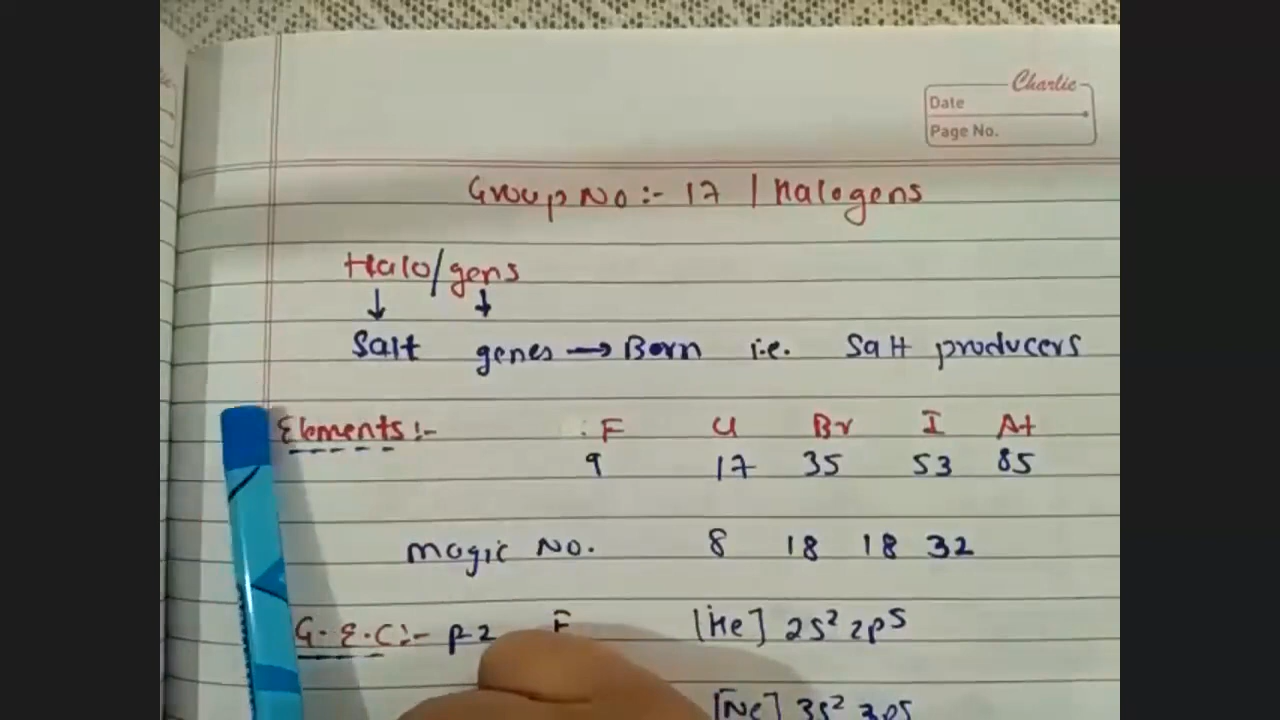 Charlie
Date
Page No.
Group No :- 17 | Halogens
Halo/gens
↓ ↓
Salt genes → Born i.e. Salt producers
Elements :- F Cl Br I At
9 17 35 53 85
Magic No. 8 18 18 32
G.E.C :- P2 F [He] 2s² 2p⁵
[Ne] 3s² 3p⁵